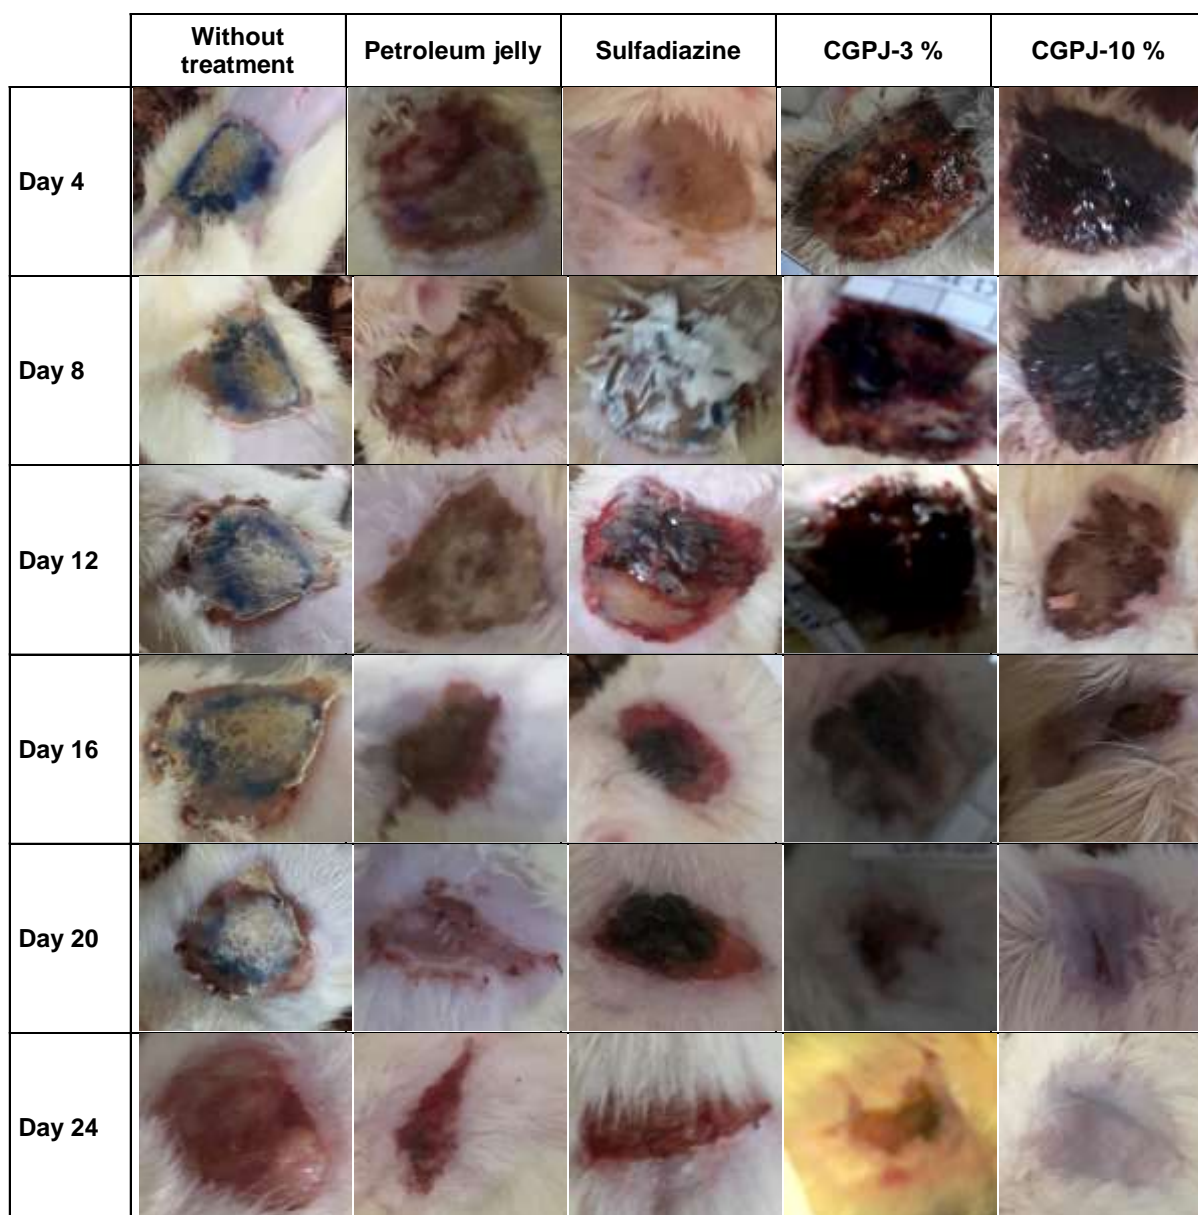 Without
treatment
Petroleum jelly
Sulfadiazine
CGPJ-3 %
CGPJ-10 %
Day 4
Day 8
Day 12
Day 16
Day 20
Day 24